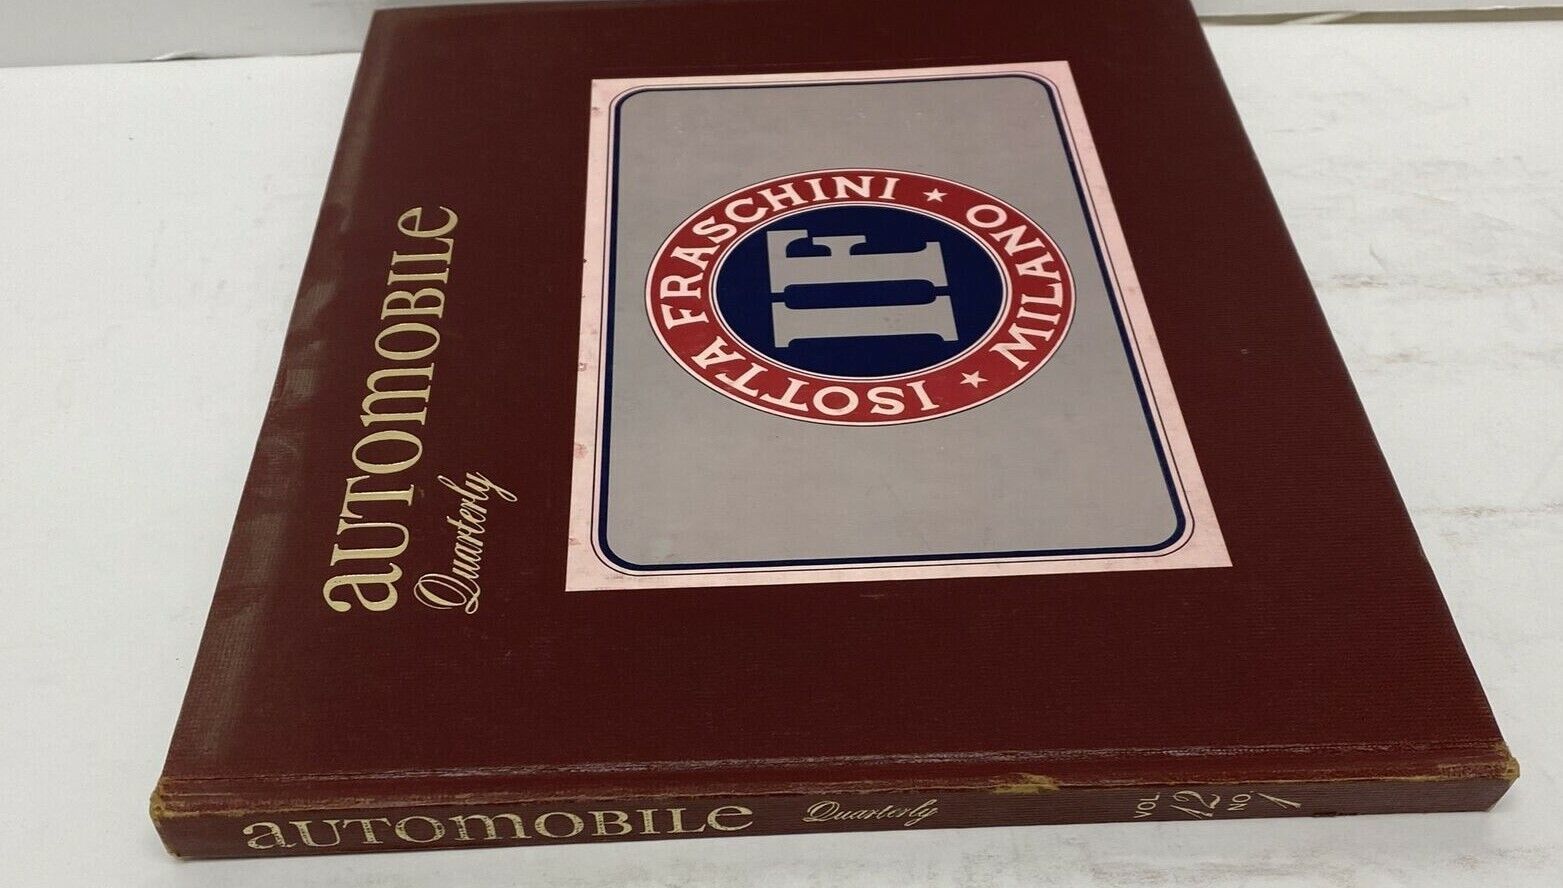 AUTOMOBILE
Quarterly
ISOTTA FRASCHINI ★ MILANO ★
IF
AUTOMOBILE Quarterly VOL. 12 NO. 1